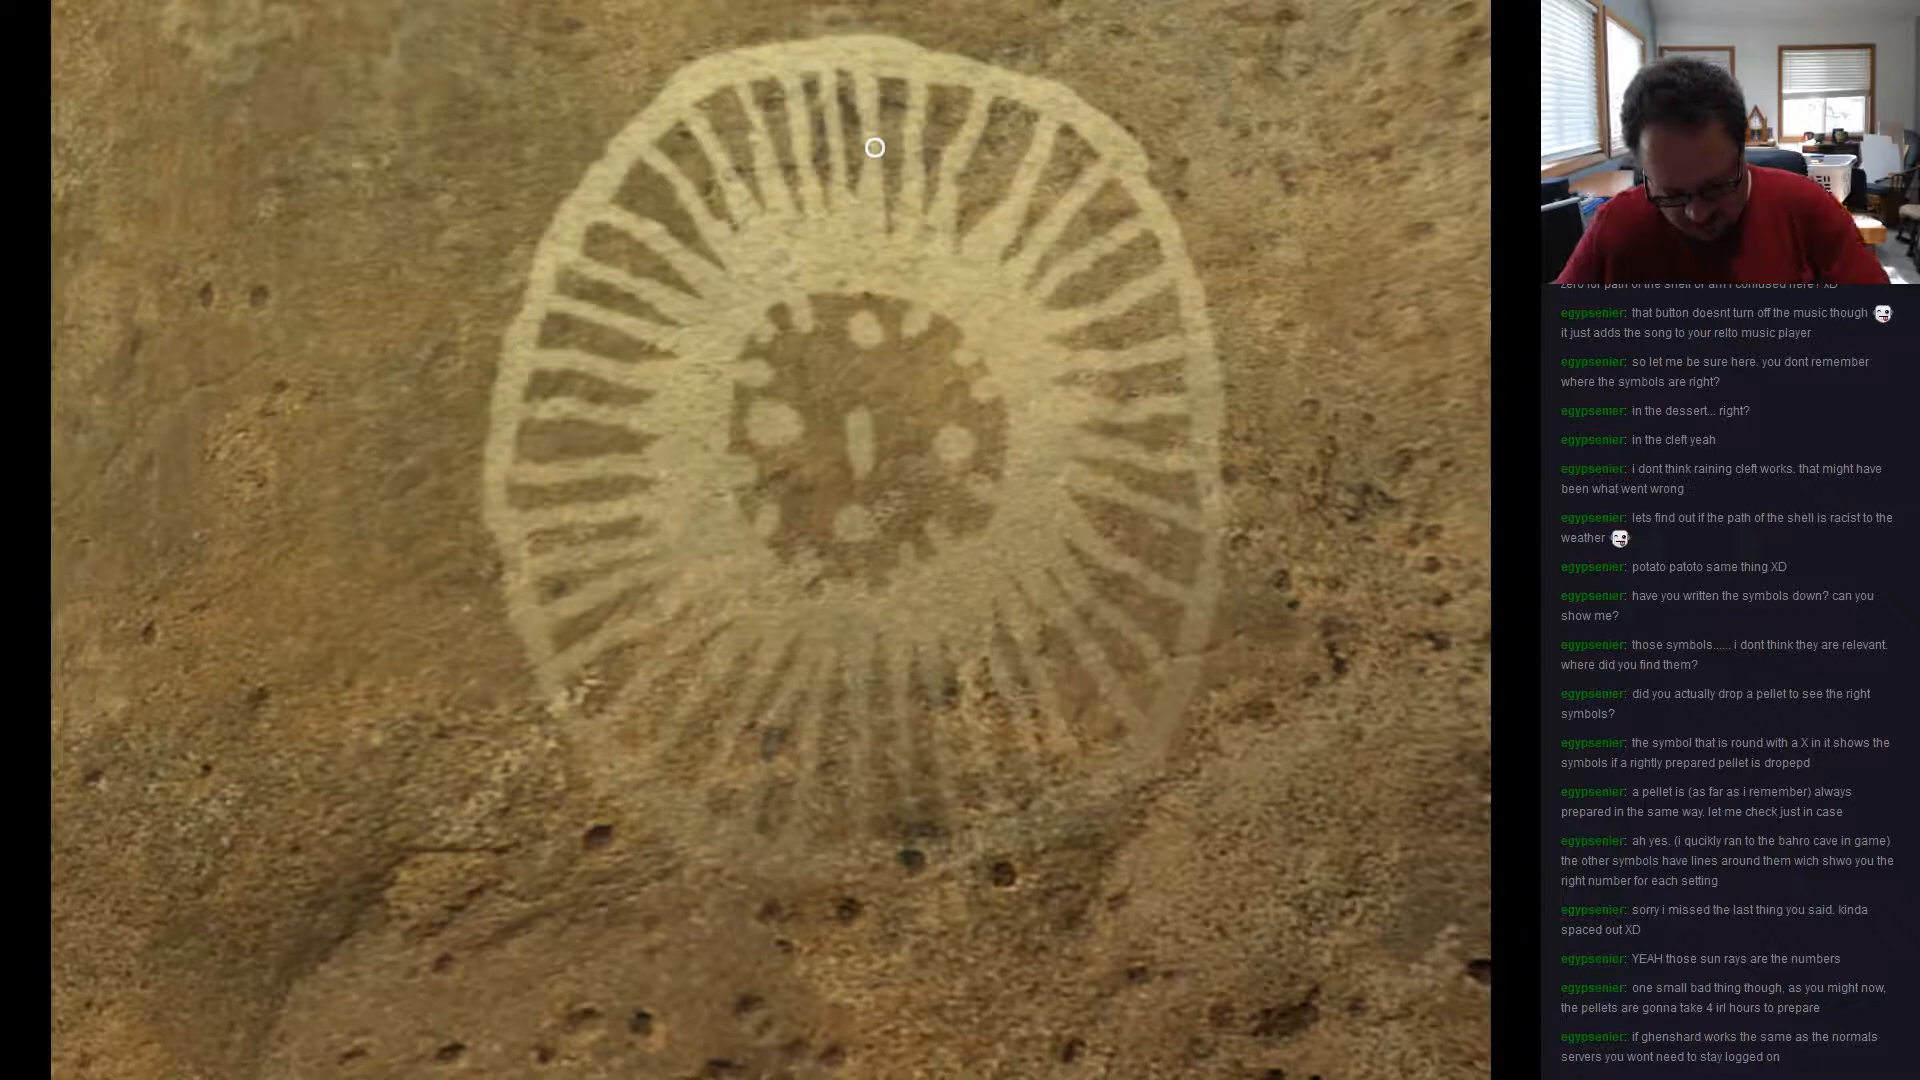 zero for path of the shell or am i confused here? xD
egypsenier: that button doesnt turn off the music though
it just adds the song to your relto music player
egypsenier: so let me be sure here. you dont remember
where the symbols are right?
egypsenier: in the dessert... right?
egypsenier: in the cleft yeah
egypsenier: i dont think raining cleft works. that might have
been what went wrong
egypsenier: lets find out if the path of the shell is racist to the
weather
egypsenier: potato patoto same thing XD
egypsenier: have you written the symbols down? can you
show me?
egypsenier: those symbols...... i dont think they are relevant.
where did you find them?
egypsenier: did you actually drop a pellet to see the right
symbols?
egypsenier: the symbol that is round with a X in it shows the
symbols if a rightly prepared pellet is dropepd
egypsenier: a pellet is (as far as i remember) always
prepared in the same way. let me check just in case
egypsenier: ah yes. (i qucikly ran to the bahro cave in game)
the other symbols have lines around them wich shwo you the
right number for each setting
egypsenier: sorry i missed the last thing you said. kinda
spaced out XD
egypsenier: YEAH those sun rays are the numbers
egypsenier: one small bad thing though, as you might now,
the pellets are gonna take 4 irl hours to prepare
egypsenier: if ghenshard works the same as the normals
servers you wont need to stay logged on